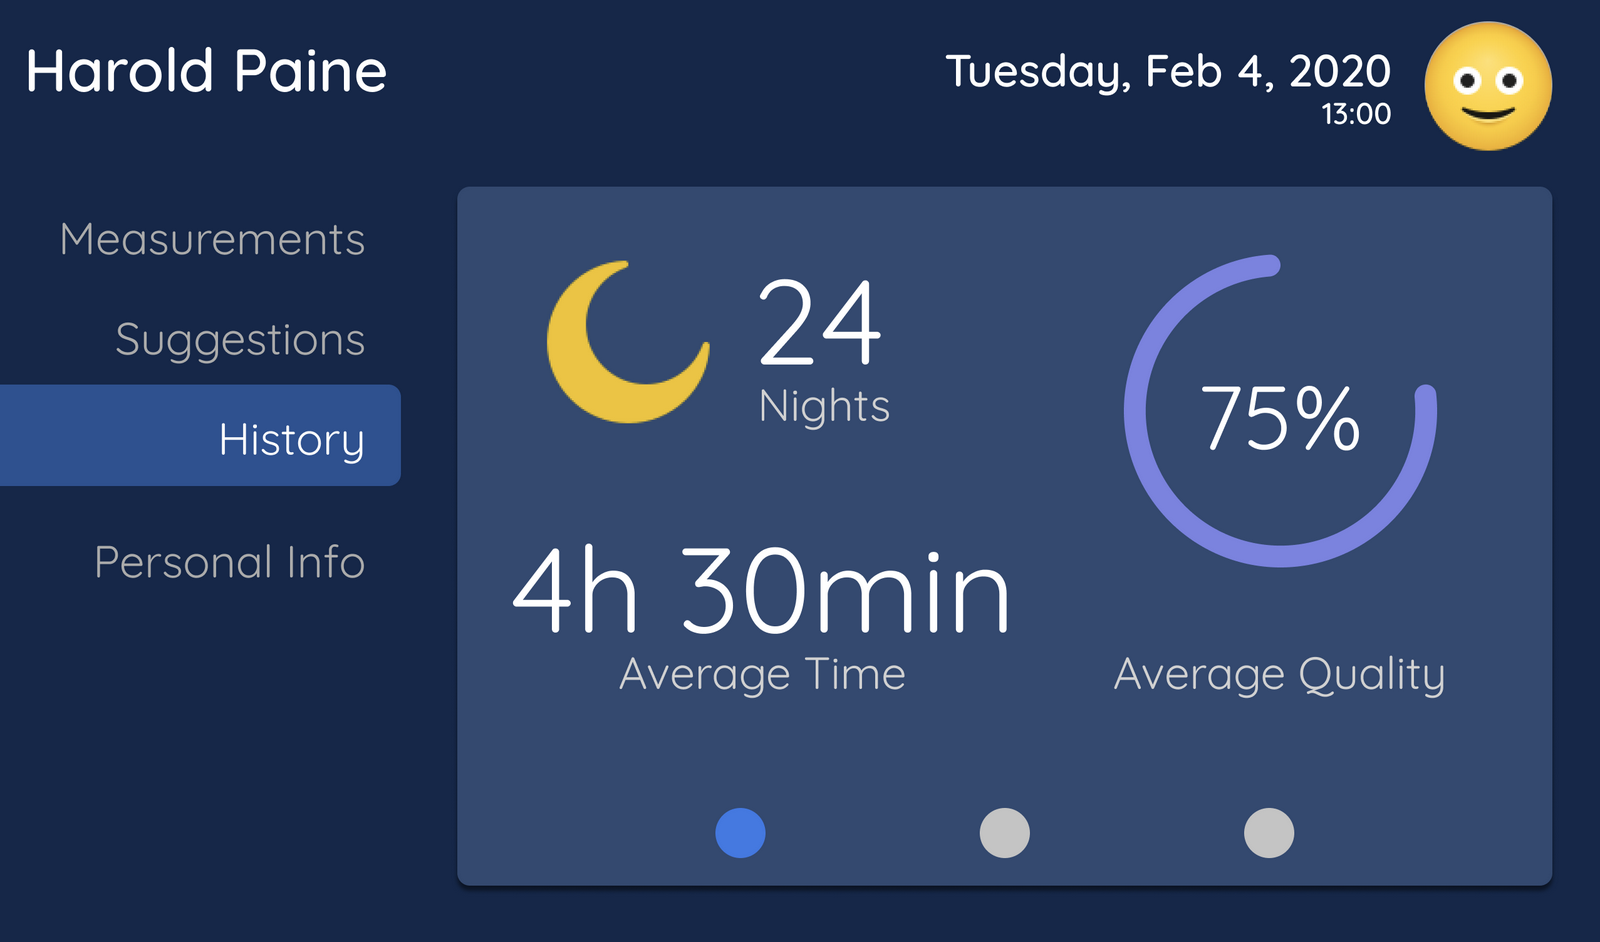 Harold Paine
Tuesday, Feb 4, 2020
13:00
Measurements
Suggestions
History
Personal Info
24
Nights
75%
4h 30min
Average Time
Average Quality